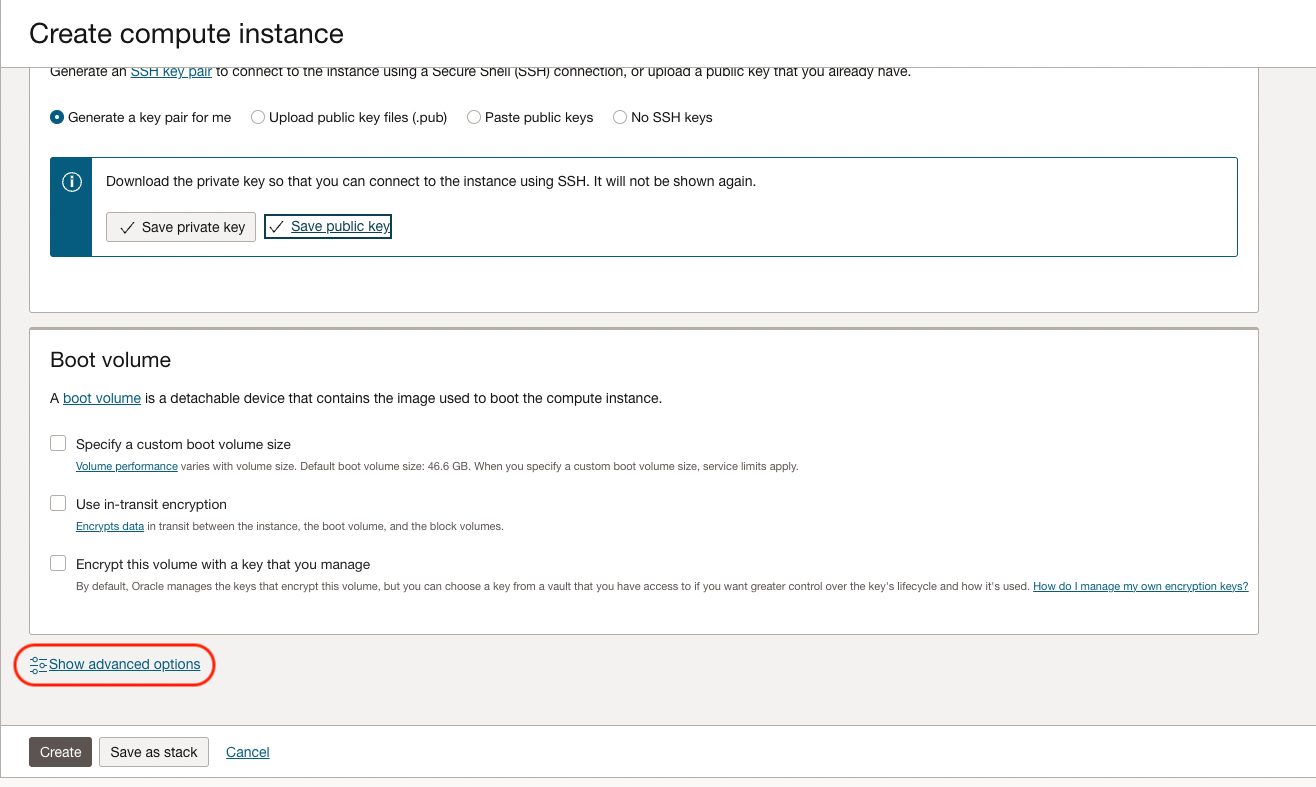 Create compute instance
Generate an SSH key pair to connect to the instance using a Secure Shell (SSH) connection, or upload a public key that you already have.
Generate a key pair for me Upload public key files (.pub) Paste public keys No SSH keys
Download the private key so that you can connect to the instance using SSH. It will not be shown again.
Save private key Save public key
Boot volume
A boot volume is a detachable device that contains the image used to boot the compute instance.
Specify a custom boot volume size
Volume performance varies with volume size. Default boot volume size: 46.6 GB. When you specify a custom boot volume size, service limits apply.
Use in-transit encryption
Encrypts data in transit between the instance, the boot volume, and the block volumes.
Encrypt this volume with a key that you manage
By default, Oracle manages the keys that encrypt this volume, but you can choose a key from a vault that you have access to if you want greater control over the key's lifecycle and how it's used. How do I manage my own encryption keys?
Show advanced options
Create Save as stack Cancel